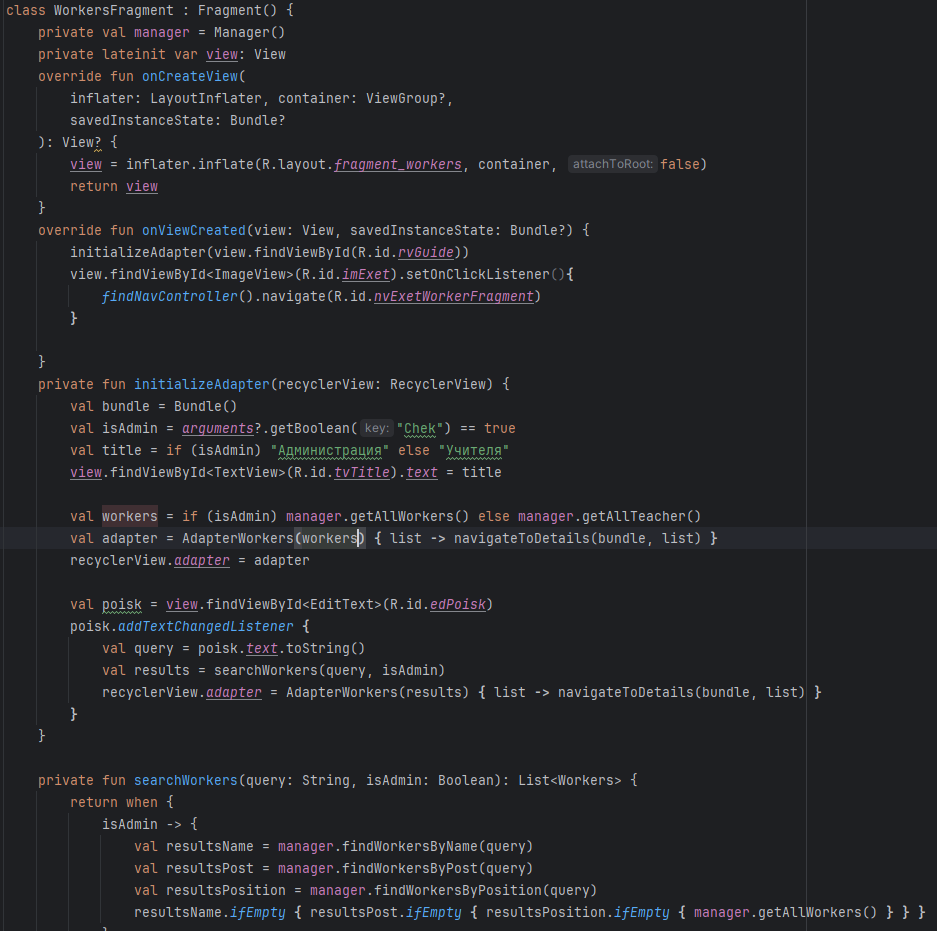 class WorkersFragment : Fragment() {
    private val manager = Manager()
    private lateinit var view: View
    override fun onCreateView(
        inflater: LayoutInflater, container: ViewGroup?,
        savedInstanceState: Bundle?
    ): View? {
        view = inflater.inflate(R.layout.fragment_workers, container, attachToRoot: false)
        return view
    }
    override fun onViewCreated(view: View, savedInstanceState: Bundle?) {
        initializeAdapter(view.findViewById(R.id.rvGuide))
        view.findViewById<ImageView>(R.id.imExet).setOnClickListener(){
            findNavController().navigate(R.id.nvExetWorkerFragment)
        }
    }
    private fun initializeAdapter(recyclerView: RecyclerView) {
        val bundle = Bundle()
        val isAdmin = arguments?.getBoolean( key: "Chek") == true
        val title = if (isAdmin) "Администрация" else "Учителя"
        view.findViewById<TextView>(R.id.tvTitle).text = title
        val workers = if (isAdmin) manager.getAllWorkers() else manager.getAllTeacher()
        val adapter = AdapterWorkers(workers) { list -> navigateToDetails(bundle, list) }
        recyclerView.adapter = adapter
        val poisk = view.findViewById<EditText>(R.id.edPoisk)
        poisk.addTextChangedListener {
            val query = poisk.text.toString()
            val results = searchWorkers(query, isAdmin)
            recyclerView.adapter = AdapterWorkers(results) { list -> navigateToDetails(bundle, list) }
        }
    }
    private fun searchWorkers(query: String, isAdmin: Boolean): List<Workers> {
        return when {
            isAdmin -> {
                val resultsName = manager.findWorkersByName(query)
                val resultsPost = manager.findWorkersByPost(query)
                val resultsPosition = manager.findWorkersByPosition(query)
                resultsName.ifEmpty { resultsPost.ifEmpty { resultsPosition.ifEmpty { manager.getAllWorkers() } } }
            }